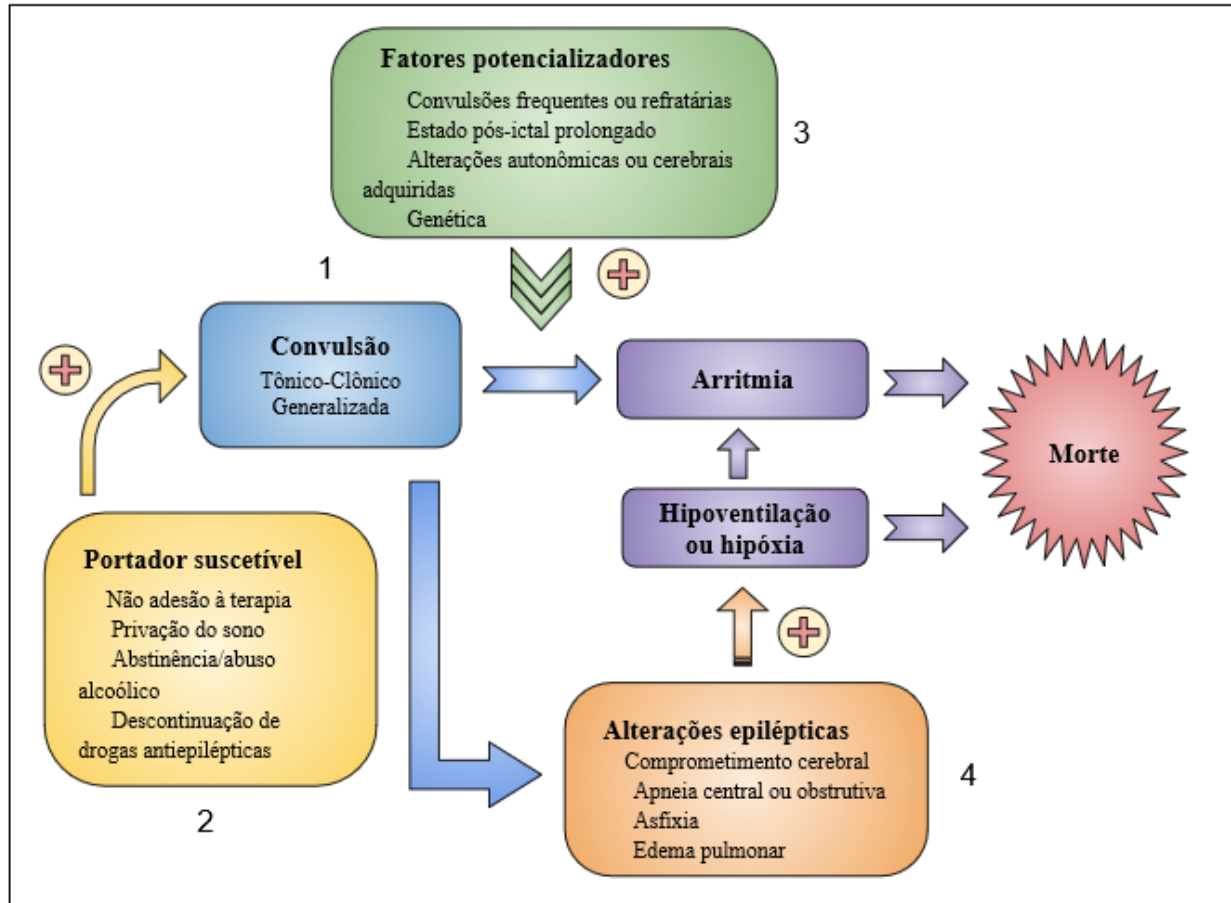 Fatores potencializadores
Convulsões frequentes ou refratárias
Estado pós-ictal prolongado
Alterações autonômicas ou cerebrais
adquiridas
Genética
3
1
Convulsão
Tônico-Clônico
Generalizada
Arritmia
Morte
Hipoventilação
ou hipóxia
Portador suscetível
Não adesão à terapia
Privação do sono
Abstinência/abuso
alcoólico
Descontinuação de
drogas antiepilépticas
2
Alterações epilépticas
Comprometimento cerebral
Apneia central ou obstrutiva
Asfixia
Edema pulmonar
4